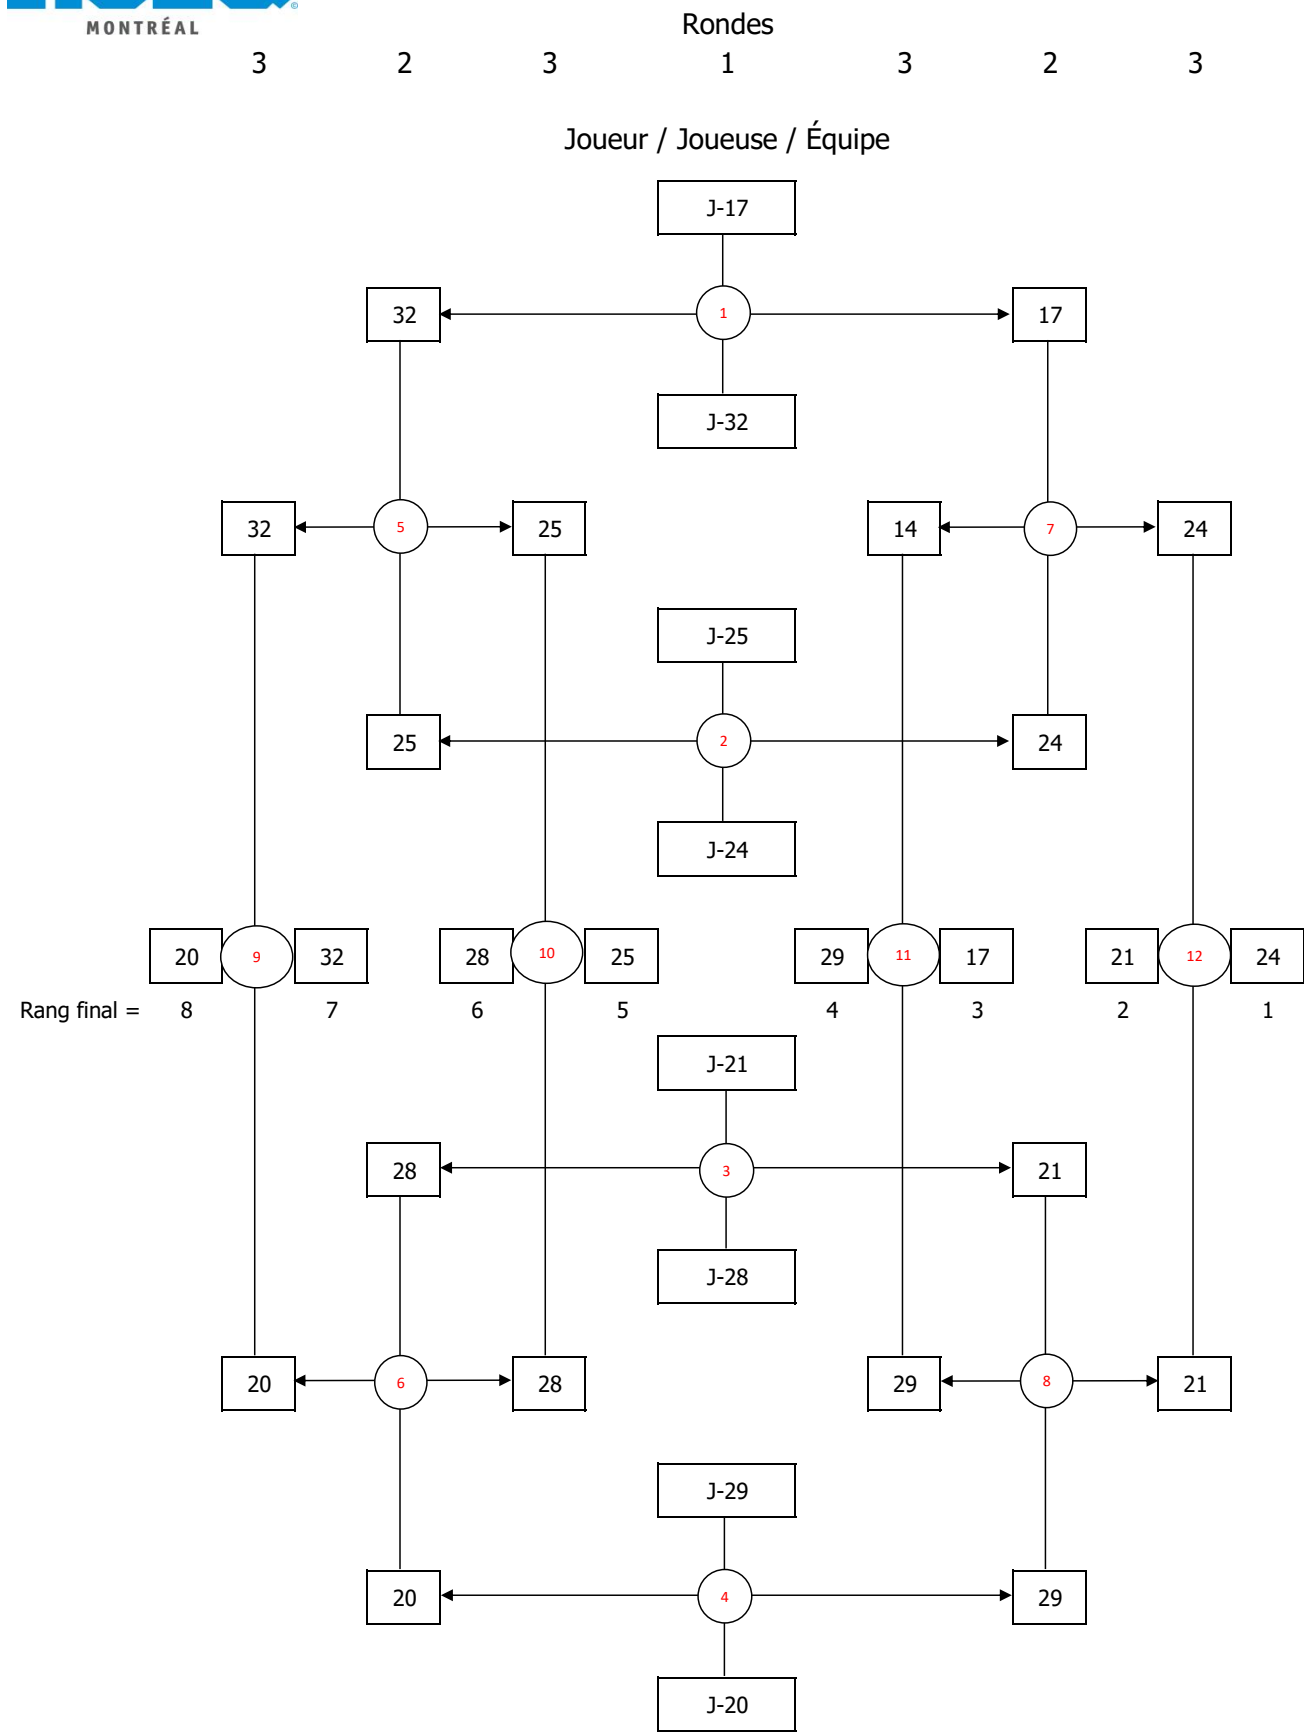 MONTRÉAL
Rondes
3 2 3 1 3 2 3
Joueur / Joueuse / Équipe
J-17
32 1 17
J-32
32 5 25 14 7 24
J-25
25 2 24
J-24
20 9 32 28 10 25 29 11 17 21 12 24
Rang final = 8 7 6 5 4 3 2 1
J-21
28 3 21
J-28
20 6 28 29 8 21
J-29
20 4 29
J-20